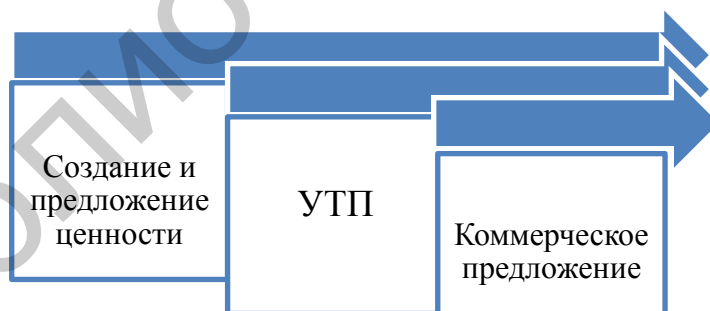 Создание и
предложение
ценности
УТП
Коммерческое
предложение